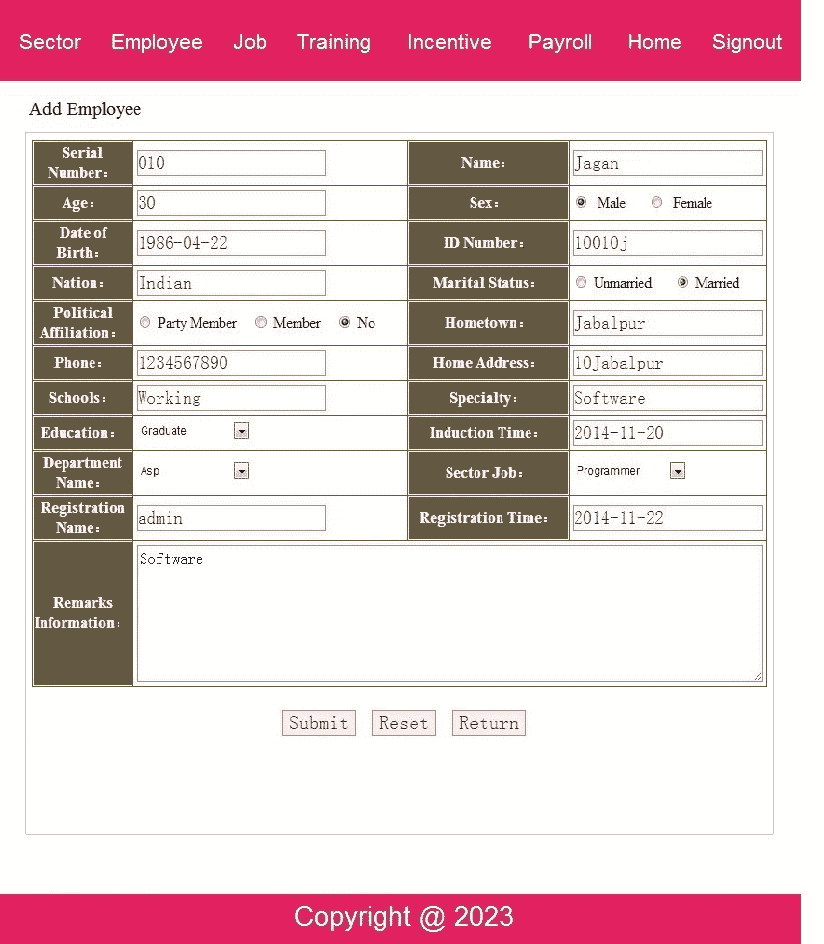 Sector Employee Job Training Incentive Payroll Home Signout
Add Employee
Serial Number: 010 Name: Jagan
Age: 30 Sex: Male Female
Date of Birth: 1986-04-22 ID Number: 10010j
Nation: Indian Marital Status: Unmarried Married
Political Affiliation: Party Member Member No Hometown: Jabalpur
Phone: 1234567890 Home Address: 10Jabalpur
Schools: Working Specialty: Software
Education: Graduate Induction Time: 2014-11-20
Department Name: Asp Sector Job: Programmer
Registration Name: admin Registration Time: 2014-11-22
Remarks Information: Software
Submit Reset Return
Copyright @ 2023